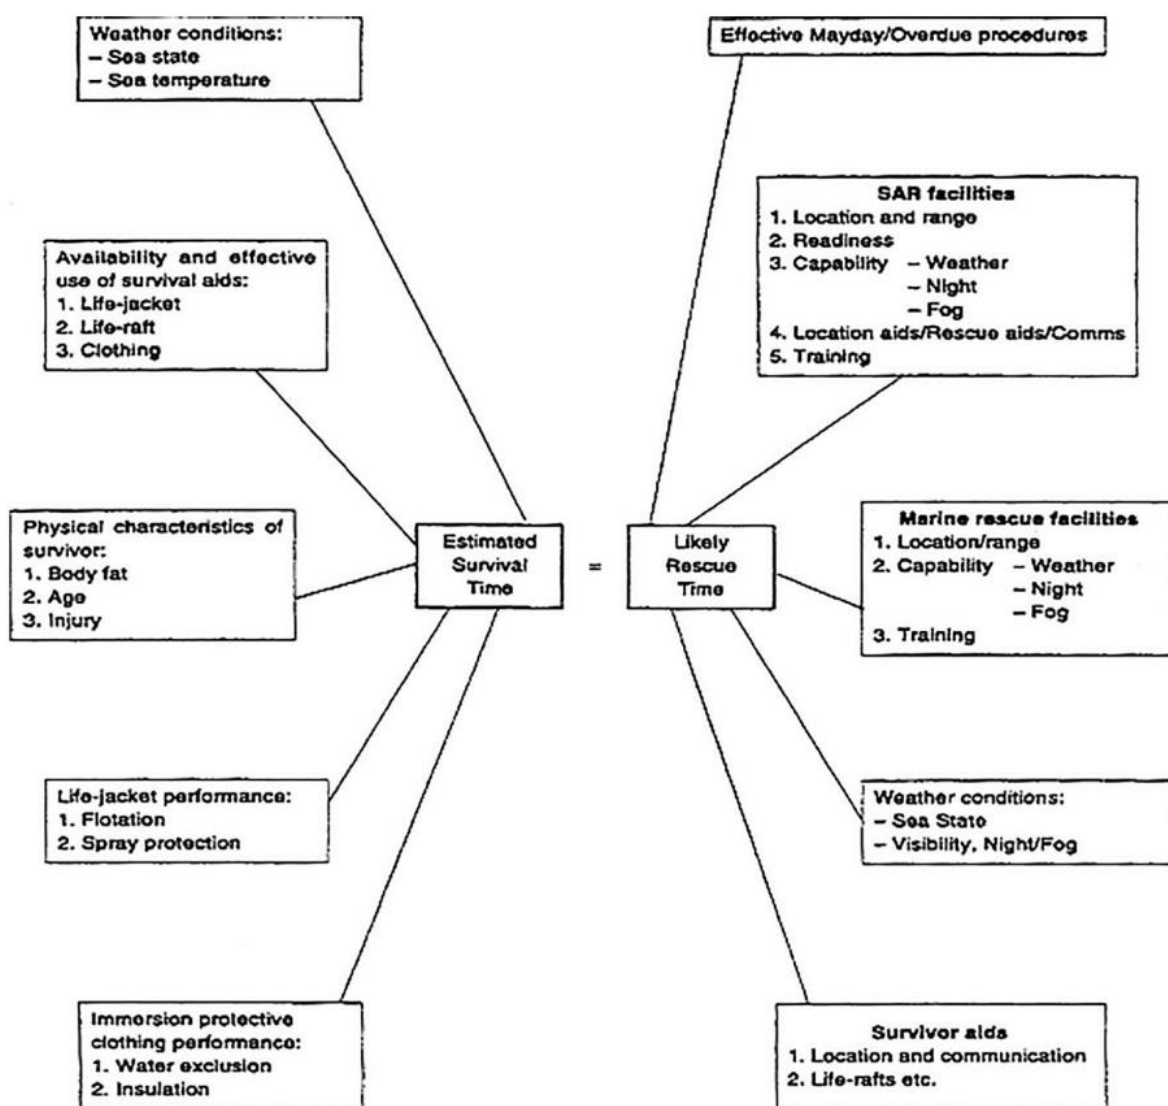 Weather conditions:
– Sea state
– Sea temperature
Effective Mayday/Overdue procedures
SAR facilities
1. Location and range
2. Readiness
3. Capability – Weather
– Night
– Fog
4. Location aids/Rescue aids/Comms
5. Training
Availability and effective
use of survival aids:
1. Life-jacket
2. Life-raft
3. Clothing
Physical characteristics of
survivor:
1. Body fat
2. Age
3. Injury
Estimated
Survival
Time
=
Likely
Rescue
Time
Marine rescue facilities
1. Location/range
2. Capability – Weather
– Night
– Fog
3. Training
Life-jacket performance:
1. Flotation
2. Spray protection
Weather conditions:
– Sea State
– Visibility, Night/Fog
Immersion protective
clothing performance:
1. Water exclusion
2. Insulation
Survivor aids
1. Location and communication
2. Life-rafts etc.